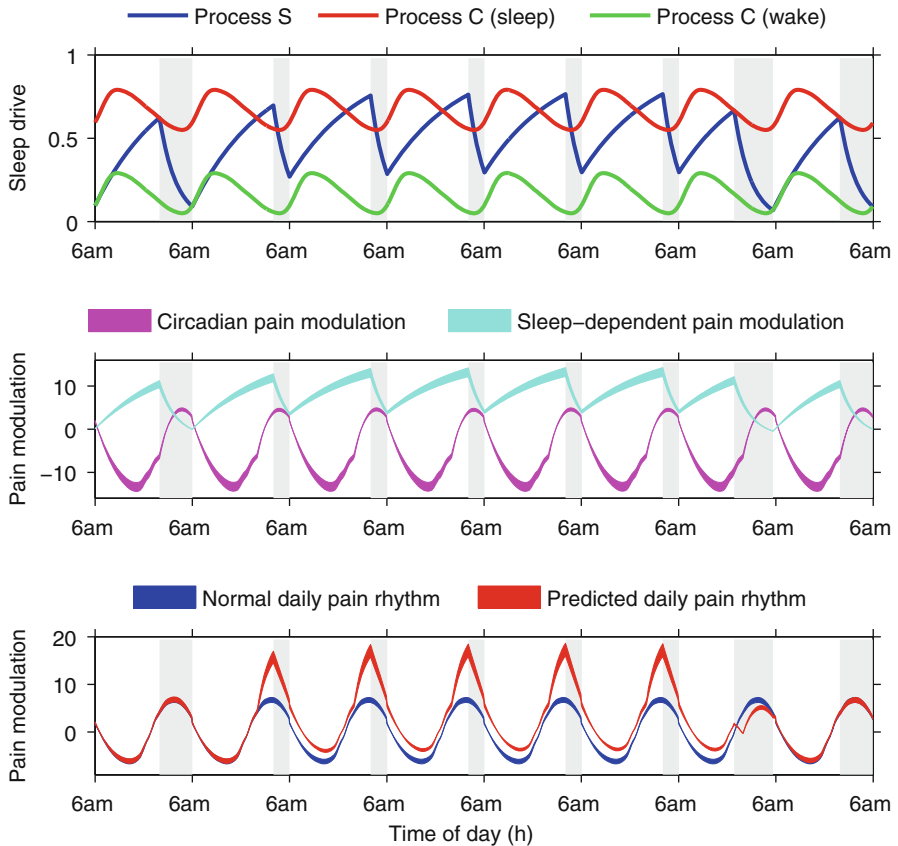 Process S Process C (sleep) Process C (wake)
1
0.5
0
Sleep drive
6am 6am 6am 6am 6am 6am 6am 6am 6am
Circadian pain modulation Sleep−dependent pain modulation
10
0
−10
Pain modulation
6am 6am 6am 6am 6am 6am 6am 6am 6am
Normal daily pain rhythm Predicted daily pain rhythm
20
10
0
Pain modulation
6am 6am 6am 6am 6am 6am 6am 6am 6am
Time of day (h)